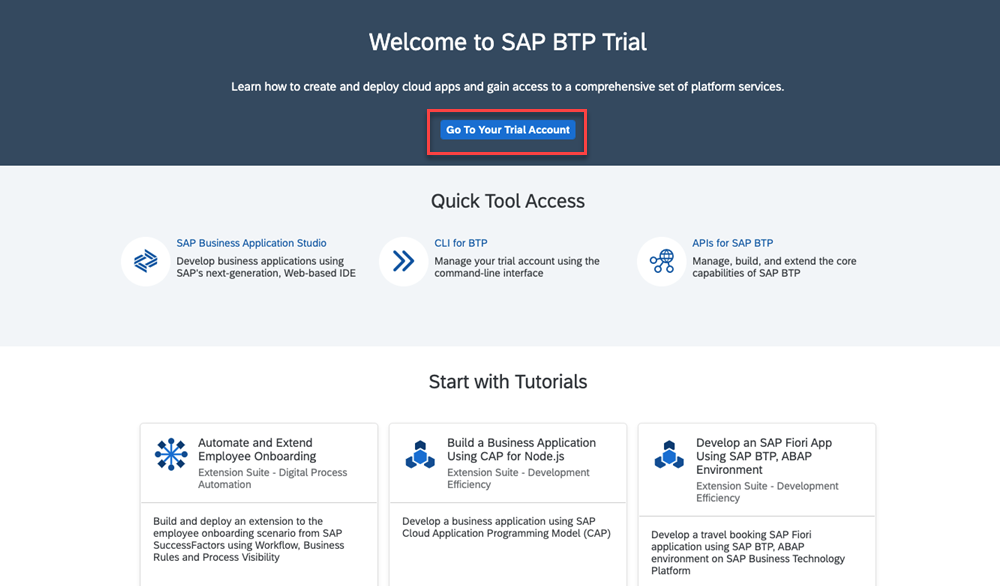 Welcome to SAP BTP Trial
Learn how to create and deploy cloud apps and gain access to a comprehensive set of platform services.
Go To Your Trial Account
Quick Tool Access
SAP Business Application Studio
Develop business applications using
SAP's next-generation, Web-based IDE
CLI for BTP
Manage your trial account using the
command-line interface
APIs for SAP BTP
Manage, build, and extend the core
capabilities of SAP BTP
Start with Tutorials
Automate and Extend
Employee Onboarding
Extension Suite - Digital Process
Automation
Build and deploy an extension to the
employee onboarding scenario from SAP
SuccessFactors using Workflow, Business
Rules and Process Visibility
Build a Business Application
Using CAP for Node.js
Extension Suite - Development
Efficiency
Develop a business application using SAP
Cloud Application Programming Model (CAP)
Develop an SAP Fiori App
Using SAP BTP, ABAP
Environment
Extension Suite - Development
Efficiency
Develop a travel booking SAP Fiori
application using SAP BTP, ABAP
environment on SAP Business Technology
Platform